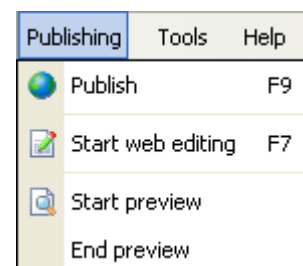 Publishing Tools Help
Publish F9
Start web editing F7
Start preview
End preview